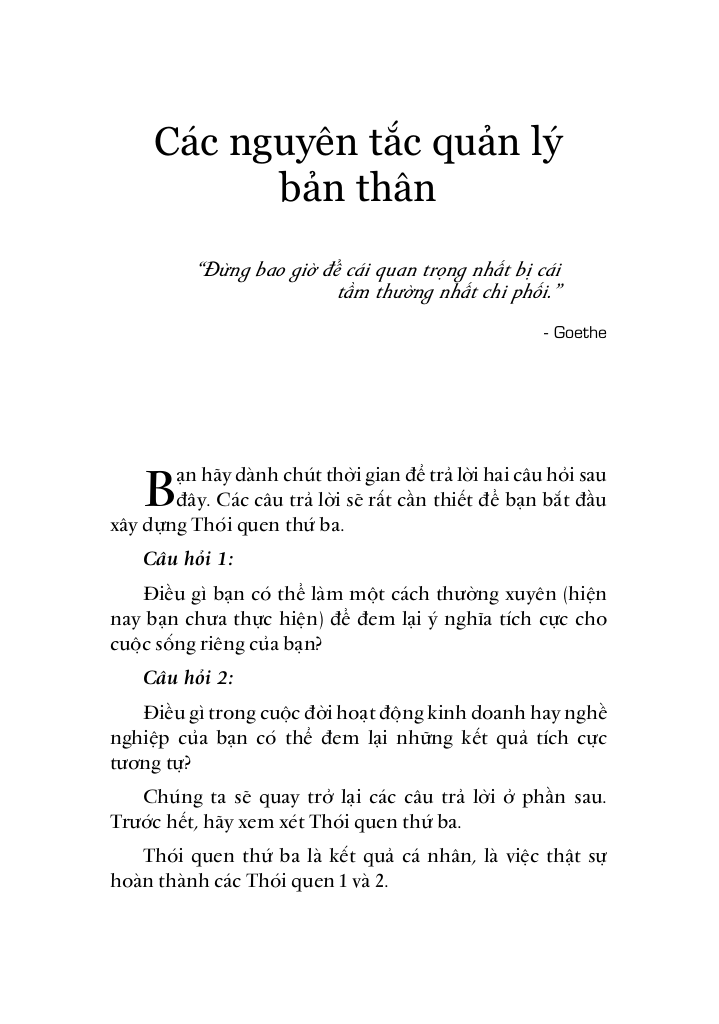 Các nguyên tắc quản lý
bản thân
“Đừng bao giờ để cái quan trọng nhất bị cái
tầm thường nhất chi phối.”
- Goethe
Bạn hãy dành chút thời gian để trả lời hai câu hỏi sau
đây. Các câu trả lời sẽ rất cần thiết để bạn bắt đầu
xây dựng Thói quen thứ ba.
Câu hỏi 1:
Điều gì bạn có thể làm một cách thường xuyên (hiện
nay bạn chưa thực hiện) để đem lại ý nghĩa tích cực cho
cuộc sống riêng của bạn?
Câu hỏi 2:
Điều gì trong cuộc đời hoạt động kinh doanh hay nghề
nghiệp của bạn có thể đem lại những kết quả tích cực
tương tự?
Chúng ta sẽ quay trở lại các câu trả lời ở phần sau.
Trước hết, hãy xem xét Thói quen thứ ba.
Thói quen thứ ba là kết quả cá nhân, là việc thật sự
hoàn thành các Thói quen 1 và 2.